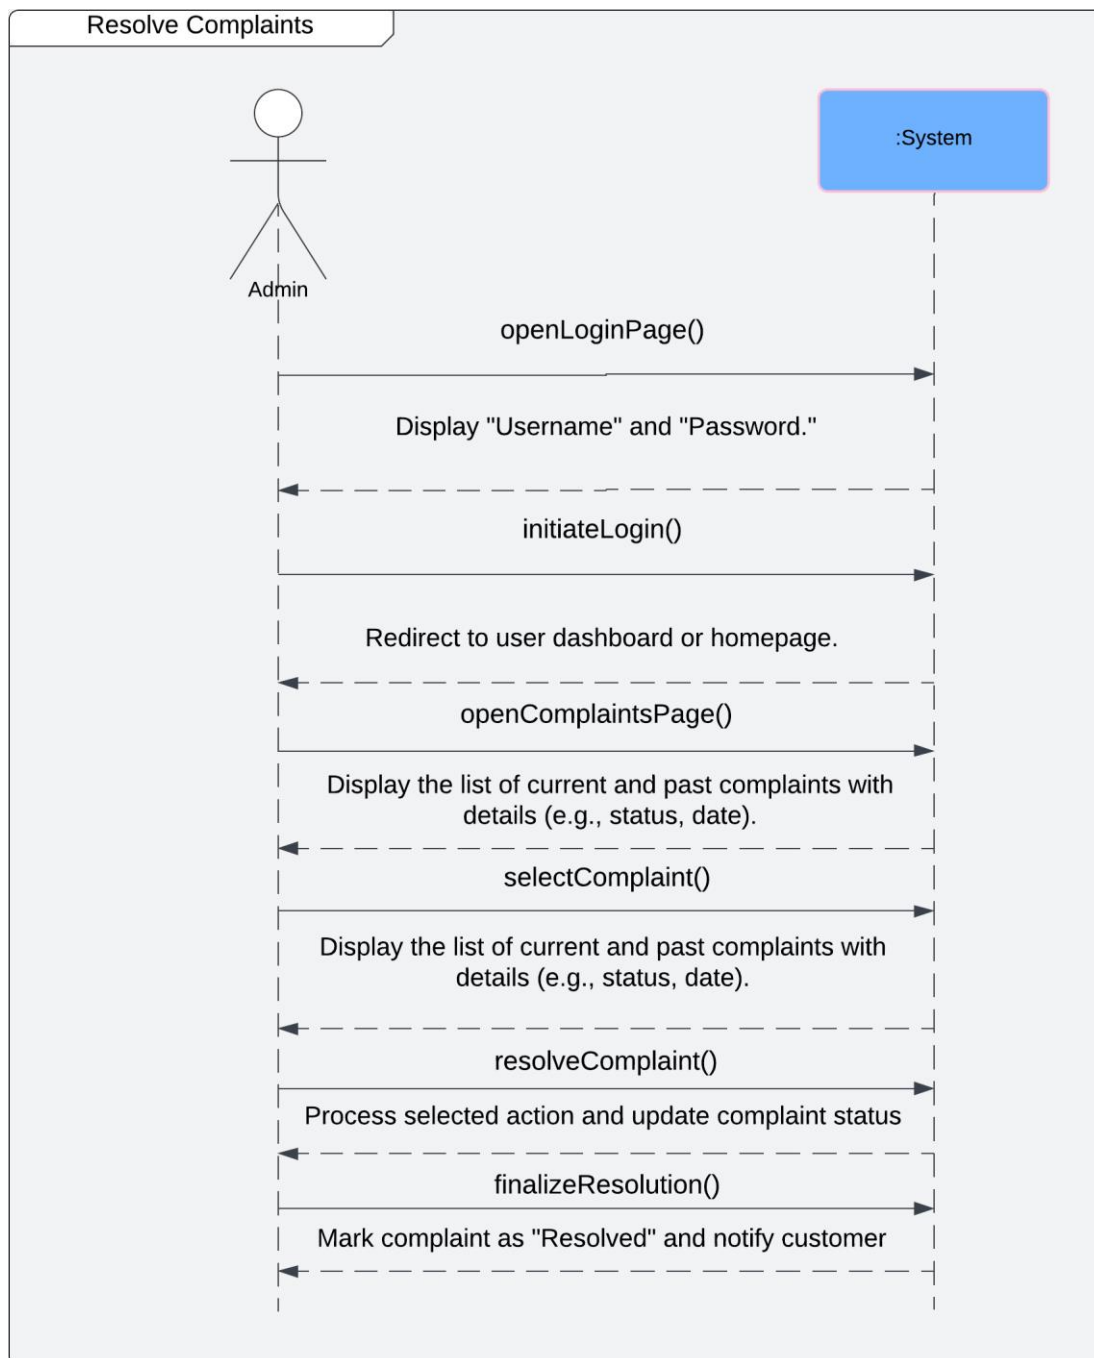 Resolve Complaints
:System
Admin
openLoginPage()
Display "Username" and "Password."
initiateLogin()
Redirect to user dashboard or homepage.
openComplaintsPage()
Display the list of current and past complaints with
details (e.g., status, date).
selectComplaint()
Display the list of current and past complaints with
details (e.g., status, date).
resolveComplaint()
Process selected action and update complaint status
finalizeResolution()
Mark complaint as "Resolved" and notify customer